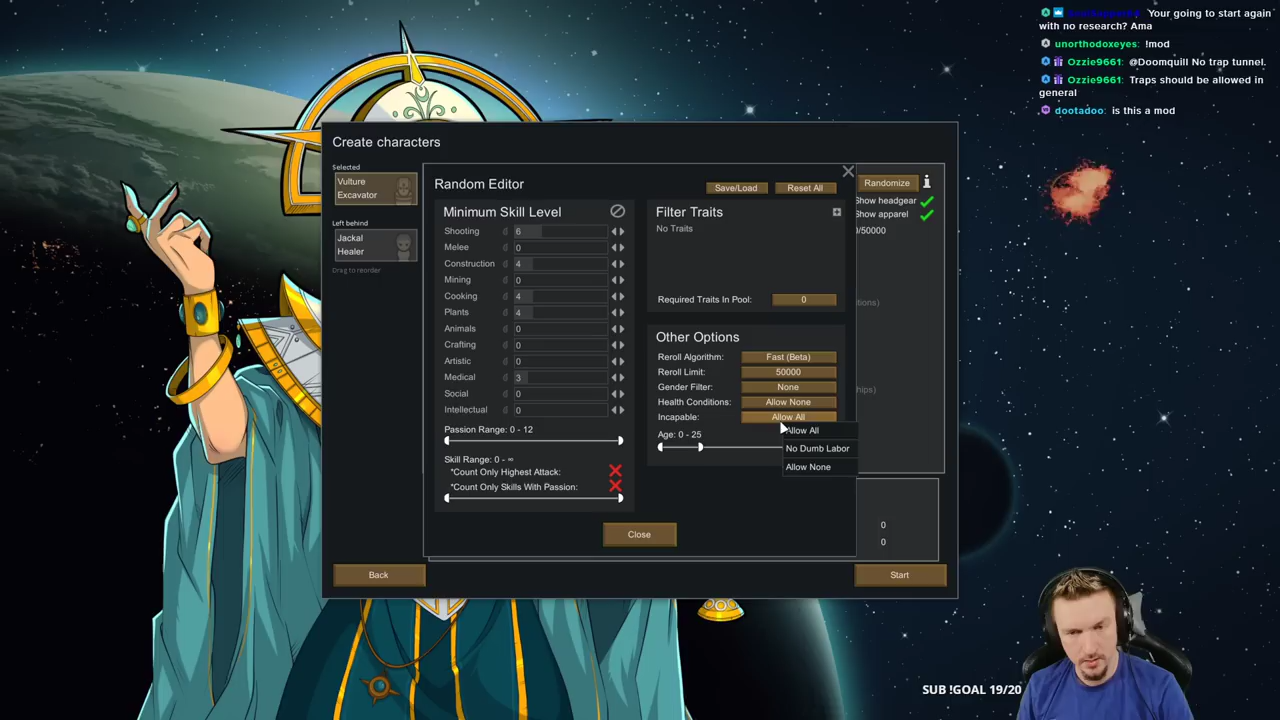 Your going to start again
with no research? Ama
unorthodoxeyes: !mod
Ozzie9661: @Doomquill No trap tunnel.
Ozzie9661: Traps should be allowed in
general
dootadoo: is this a mod
Create characters
Selected
Vulture
Excavator
Left behind
Jackal
Healer
Drag to reorder
Random Editor
Save/Load
Reset All
Randomize
Show headgear
Show apparel
0/50000
Minimum Skill Level
Shooting 6
Melee 0
Construction 4
Mining 0
Cooking 4
Plants 4
Animals 0
Crafting 0
Artistic 0
Medical 3
Social 0
Intellectual 0
Passion Range: 0 - 12
Skill Range: 0 - ∞
*Count Only Highest Attack:
*Count Only Skills With Passion:
Filter Traits
No Traits
Required Traits In Pool: 0
Other Options
Reroll Algorithm: Fast (Beta)
Reroll Limit: 50000
Gender Filter: None
Health Conditions: Allow None
Incapable: Allow All
Age: 0 - 25
Allow All
No Dumb Labor
Allow None
0
0
Close
Back
Start
SUB !GOAL 19/20